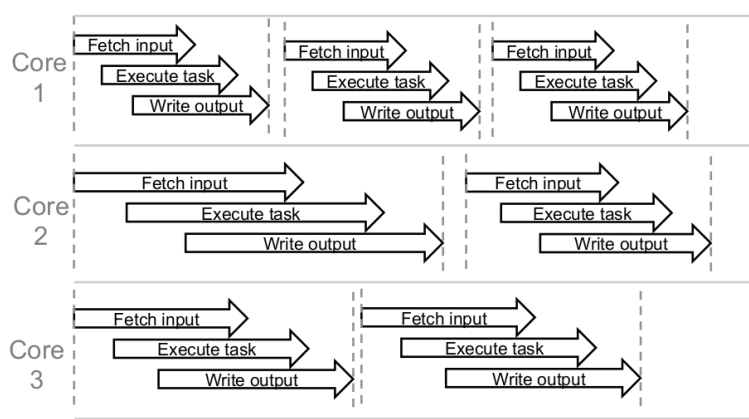 Core
1
Fetch input
Execute task
Write output
Fetch input
Execute task
Write output
Fetch input
Execute task
Write output
Core
2
Fetch input
Execute task
Write output
Fetch input
Execute task
Write output
Core
3
Fetch input
Execute task
Write output
Fetch input
Execute task
Write output